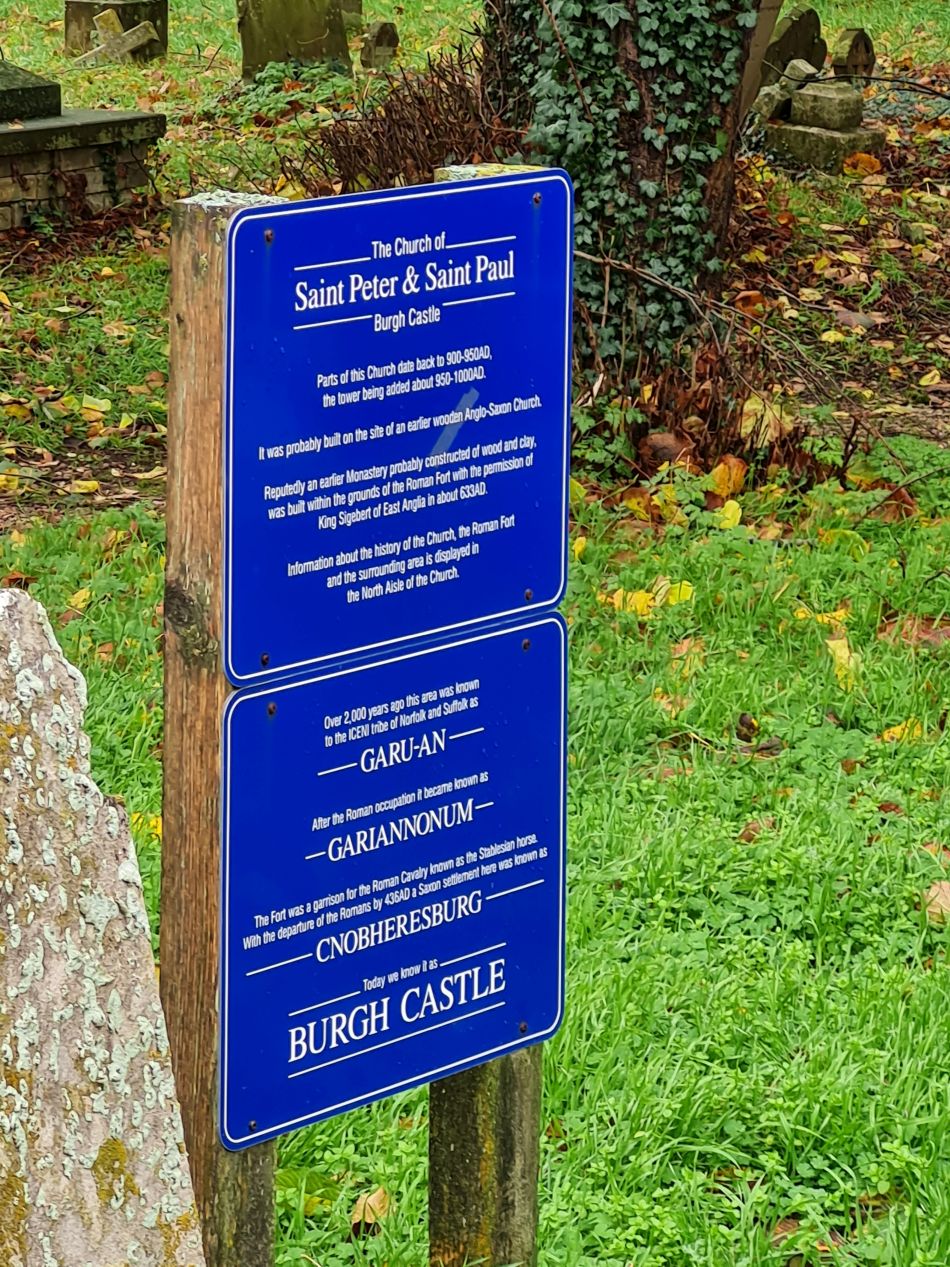 The Church of
Saint Peter & Saint Paul
Burgh Castle
Parts of this Church date back to 900-950AD,
the tower being added about 950-1000AD.
It was probably built on the site of an earlier wooden Anglo-Saxon Church.
Reputedly an earlier Monastery probably constructed of wood and clay,
was built within the grounds of the Roman Fort with the permission of
King Sigebert of East Anglia in about 633AD.
Information about the history of the Church, the Roman Fort
and the surrounding area is displayed in
the North Aisle of the Church.
Over 2,000 years ago this area was known
to the ICENI tribe of Norfolk and Suffolk as
GARU-AN
After the Roman occupation it became known as
GARIANNONUM
The Fort was a garrison for the Roman Cavalry known as the Stablesian horse.
With the departure of the Romans by 436AD a Saxon settlement here was known as
CNOBHERESBURG
Today we know it as
BURGH CASTLE